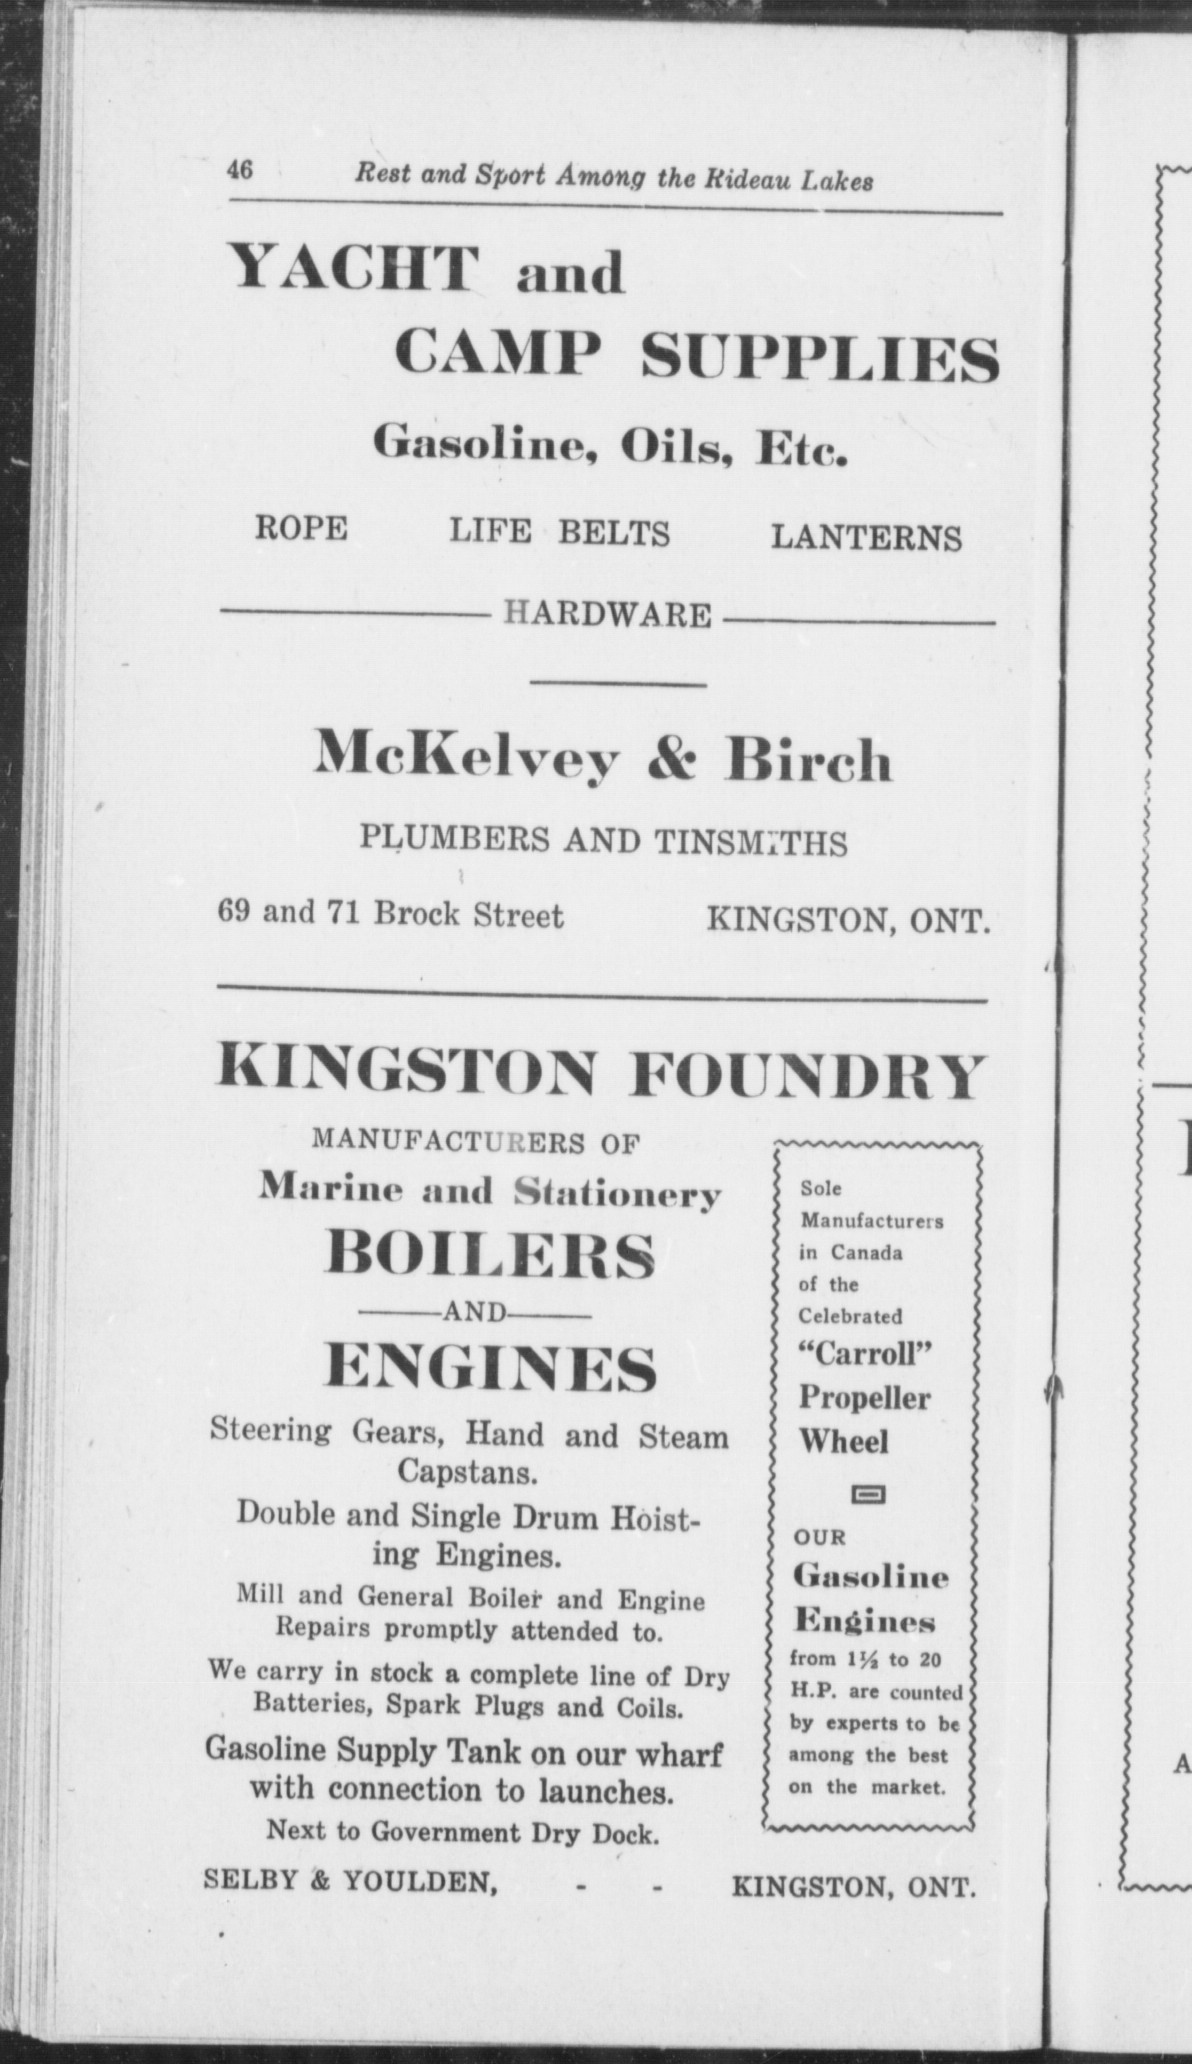 46 Rest and Sport Among the Rideau Lakes
YACHT and
CAMP SUPPLIES
Gasoline, Oils, Etc.
ROPE LIFE BELTS LANTERNS
HARDWARE
McKelvey & Birch
PLUMBERS AND TINSMITHS
69 and 71 Brock Street KINGSTON, ONT.
KINGSTON FOUNDRY
MANUFACTURERS OF
Marine and Stationery
BOILERS
AND
ENGINES
Steering Gears, Hand and Steam
Capstans.
Double and Single Drum Hoist-
ing Engines.
Mill and General Boiler and Engine
Repairs promptly attended to.
We carry in stock a complete line of Dry
Batteries, Spark Plugs and Coils.
Gasoline Supply Tank on our wharf
with connection to launches.
Next to Government Dry Dock.
Sole
Manufacturers
in Canada
of the
Celebrated
“Carroll”
Propeller
Wheel
OUR
Gasoline
Engines
from 1½ to 20
H.P. are counted
by experts to be
among the best
on the market.
SELBY & YOULDEN, - - KINGSTON, ONT.